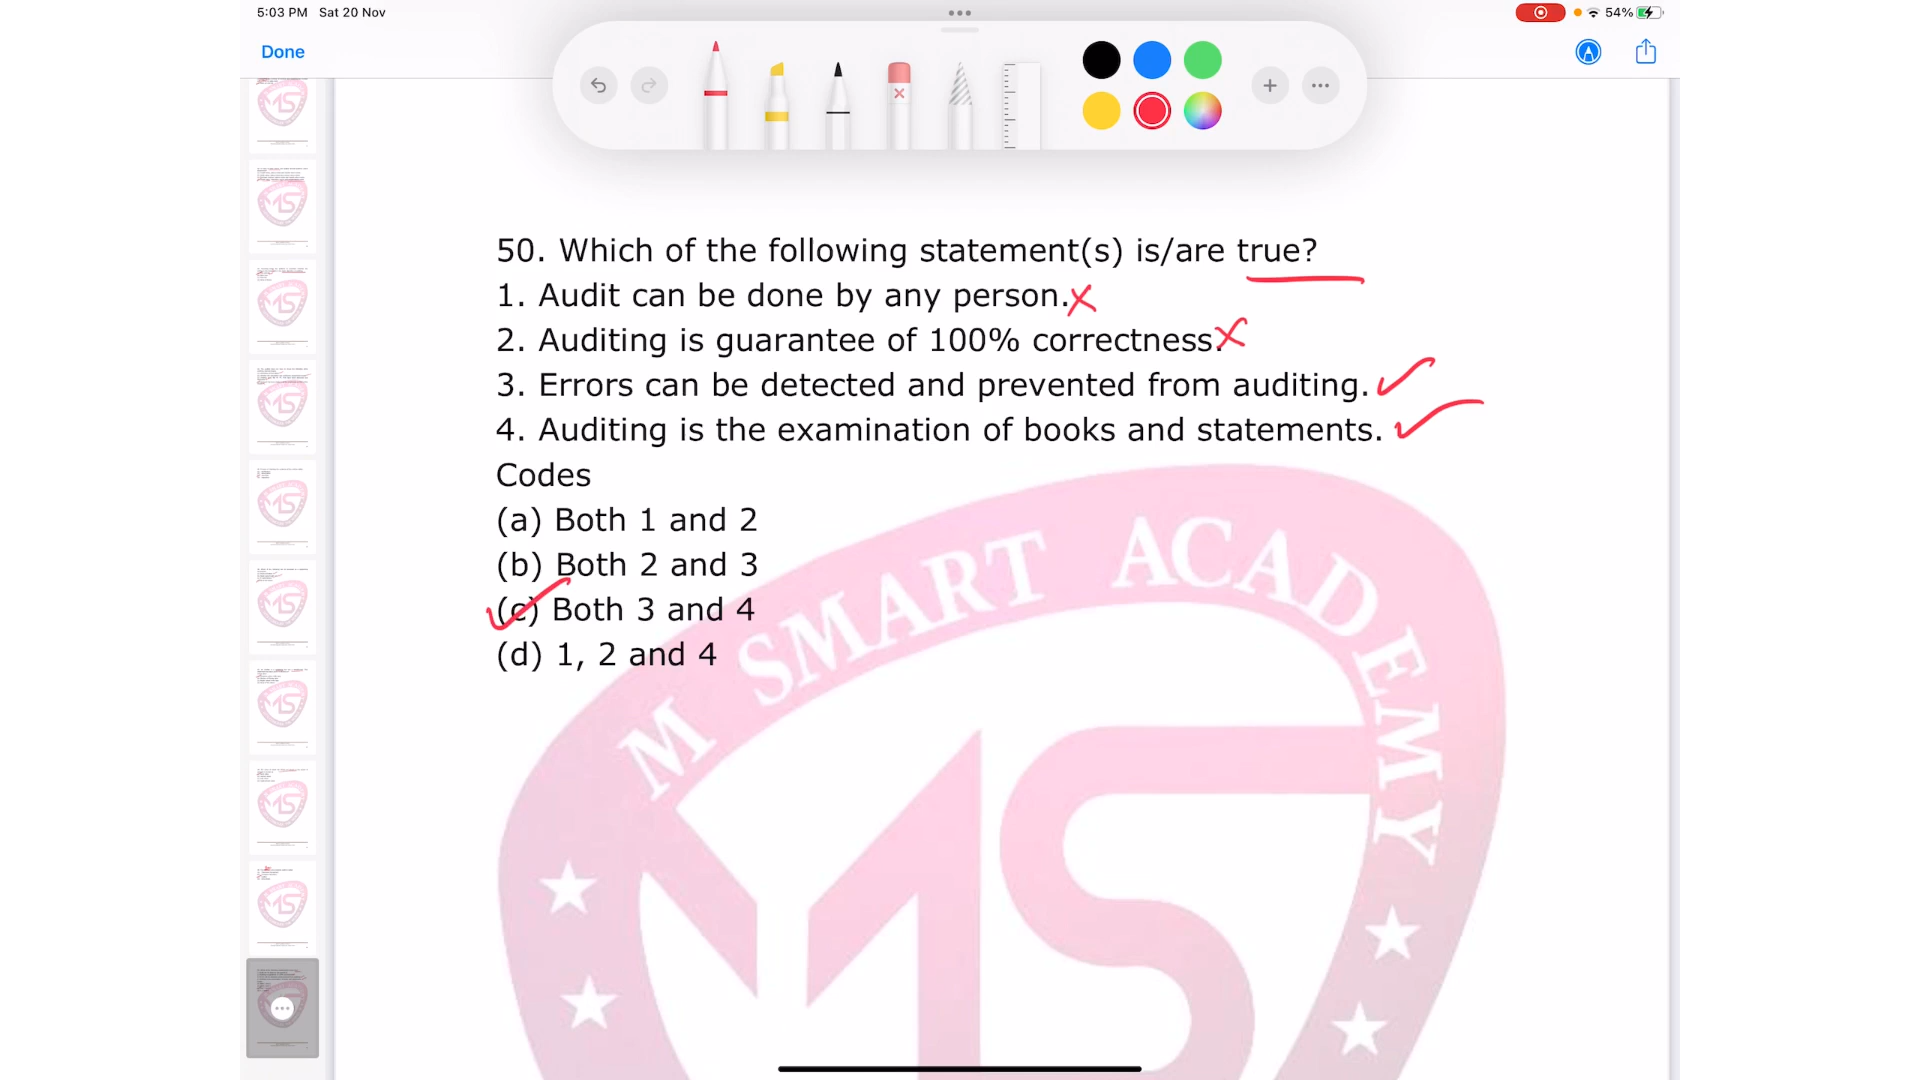 5:03 PM Sat 20 Nov
54%
Done
50. Which of the following statement(s) is/are true?
1. Audit can be done by any person.
2. Auditing is guarantee of 100% correctness.
3. Errors can be detected and prevented from auditing.
4. Auditing is the examination of books and statements.
Codes
(a) Both 1 and 2
(b) Both 2 and 3
(c) Both 3 and 4
(d) 1, 2 and 4
M SMART ACADEMY
MS